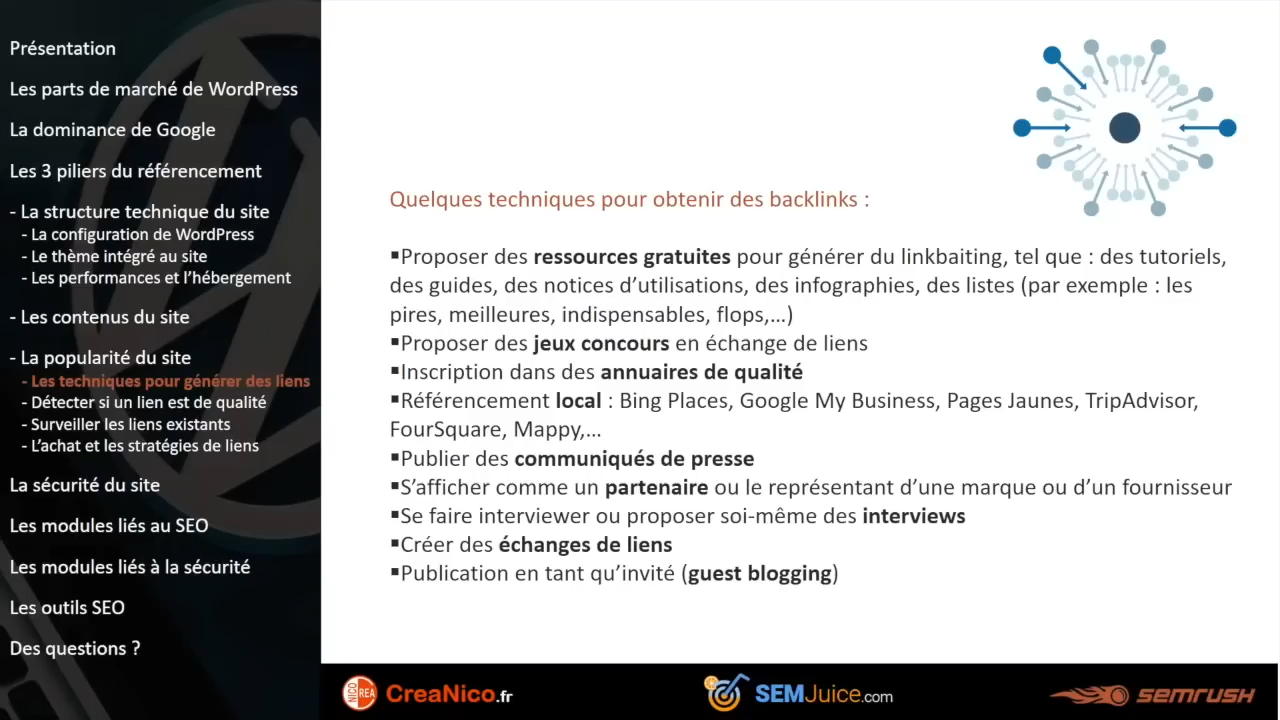 Présentation
Les parts de marché de WordPress
La dominance de Google
Les 3 piliers du référencement
- La structure technique du site
- La configuration de WordPress
- Le thème intégré au site
- Les performances et l’hébergement
- Les contenus du site
- La popularité du site
- Les techniques pour générer des liens
- Détecter si un lien est de qualité
- Surveiller les liens existants
- L’achat et les stratégies de liens
La sécurité du site
Les modules liés au SEO
Les modules liés à la sécurité
Les outils SEO
Des questions ?
Quelques techniques pour obtenir des backlinks :
▪Proposer des ressources gratuites pour générer du linkbaiting, tel que : des tutoriels,
des guides, des notices d’utilisations, des infographies, des listes (par exemple : les
pires, meilleures, indispensables, flops,…)
▪Proposer des jeux concours en échange de liens
▪Inscription dans des annuaires de qualité
▪Référencement local : Bing Places, Google My Business, Pages Jaunes, TripAdvisor,
FourSquare, Mappy,…
▪Publier des communiqués de presse
▪S’afficher comme un partenaire ou le représentant d’une marque ou d’un fournisseur
▪Se faire interviewer ou proposer soi-même des interviews
▪Créer des échanges de liens
▪Publication en tant qu’invité (guest blogging)
NICO CREA CreaNico.fr
SEMJuice.com
semrush